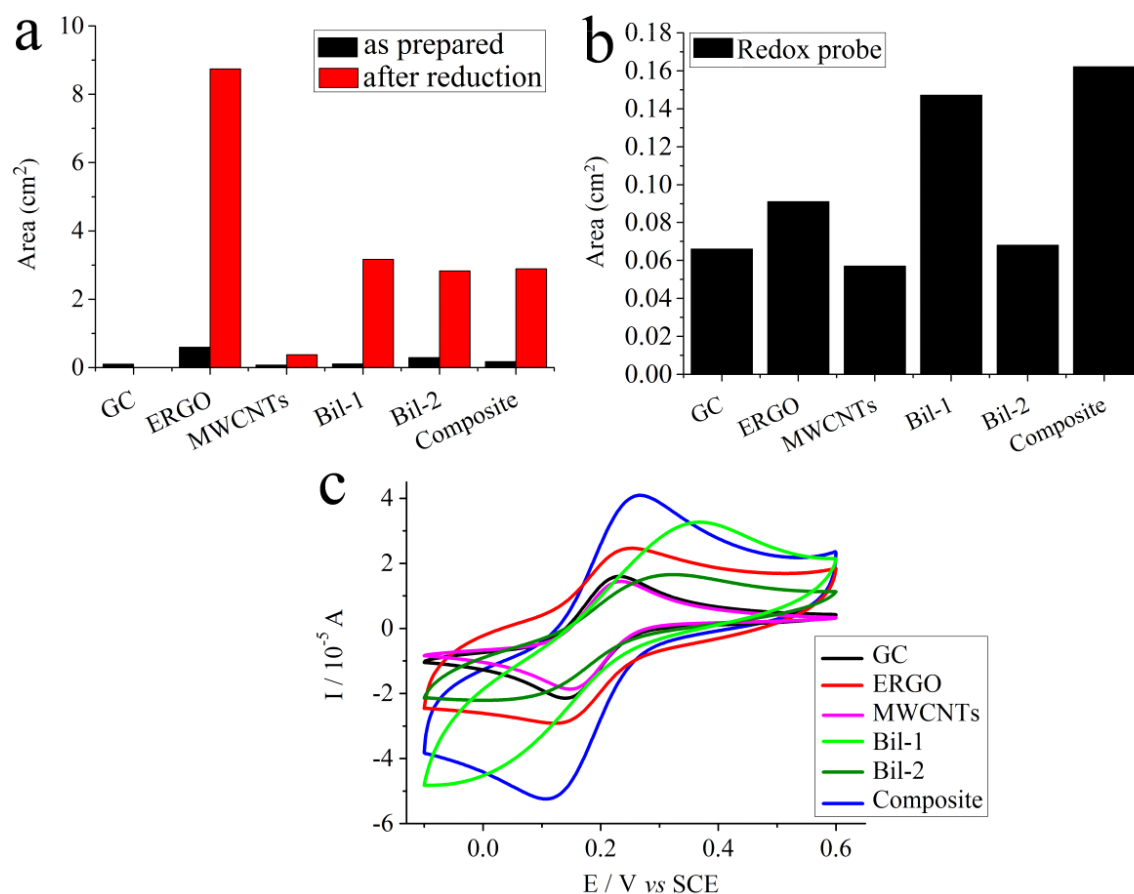 a
10
8
6
4
2
0
Area (cm²)
as prepared
after reduction
GC
ERGO
MWCNTs
Bil-1
Bil-2
Composite
b
0.18
0.16
0.14
0.12
0.10
0.08
0.06
0.04
0.02
0.00
Area (cm²)
Redox probe
GC
ERGO
MWCNTs
Bil-1
Bil-2
Composite
c
4
2
0
-2
-4
-6
I / 10⁻⁵ A
0.0 0.2 0.4 0.6
E / V vs SCE
GC
ERGO
MWCNTs
Bil-1
Bil-2
Composite